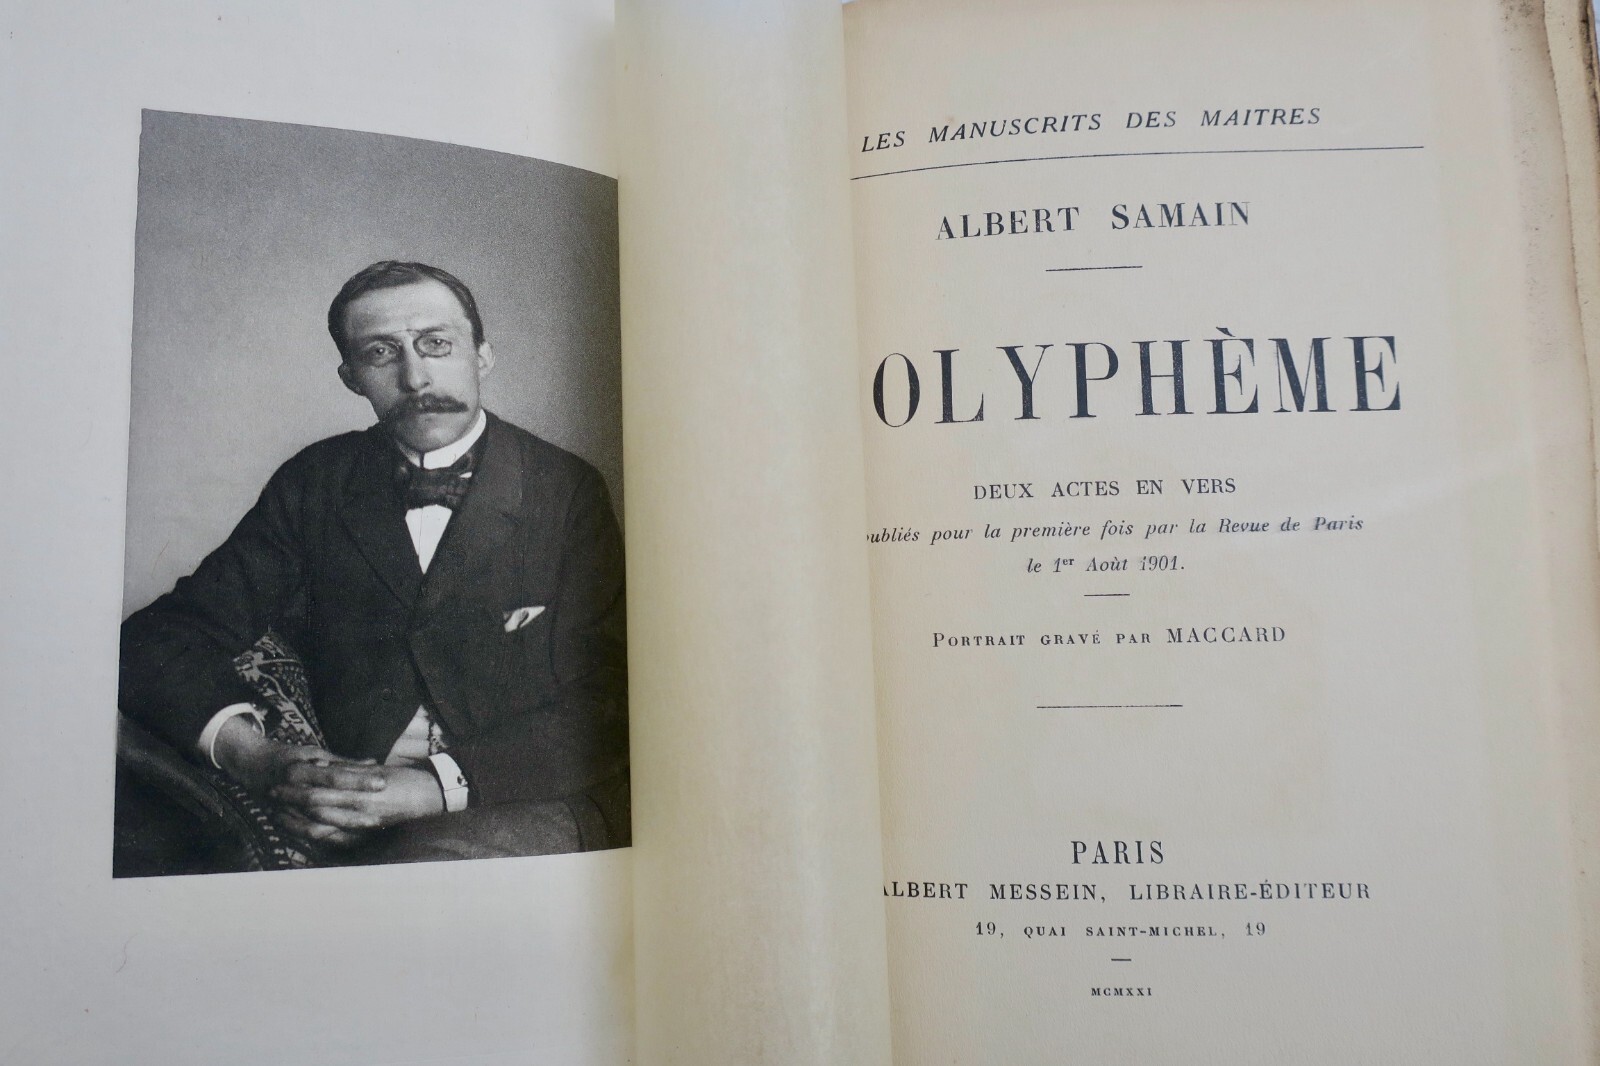 LES MANUSCRITS DES MAITRES
ALBERT SAMAIN
OLYPHÈME
DEUX ACTES EN VERS
ubliés pour la première fois par la Revue de Paris
le 1er Août 1901.
PORTRAIT GRAVÉ PAR MACCARD
PARIS
ALBERT MESSEIN, LIBRAIRE-ÉDITEUR
19, QUAI SAINT-MICHEL, 19
MCMXXI